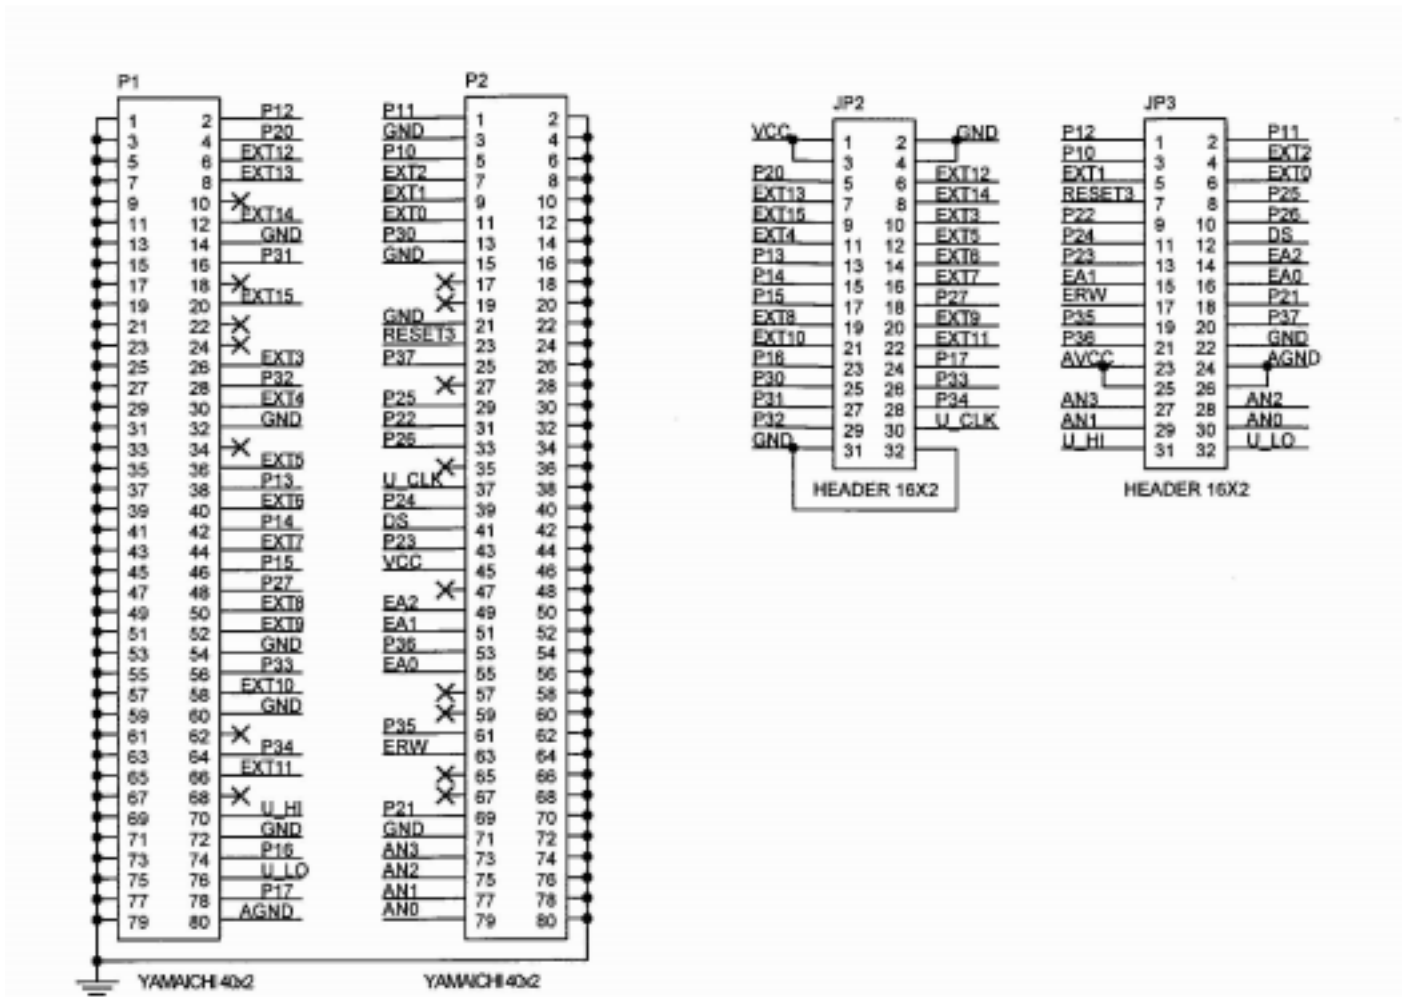 P1
1 2 P12
3 4 P20
5 6 EXT12
7 8 EXT13
9 10
11 12 EXT14
13 14 GND
15 16 P31
17 18
19 20 EXT15
21 22
23 24
25 26 EXT3
27 28 P32
29 30 EXT4
31 32 GND
33 34
35 36 EXT5
37 38 P13
39 40 EXT6
41 42 P14
43 44 EXT7
45 46 P15
47 48 P27
49 50 EXT8
51 52 EXT9
53 54 GND
55 56 P33
57 58 EXT10
59 60 GND
61 62
63 64 P34
65 66 EXT11
67 68
69 70 U_HI
71 72 GND
73 74 P16
75 76 U_LO
77 78 P17
79 80 AGND
YAMAICHI 40x2
P2
P11 1 2
GND 3 4
P10 5 6
EXT2 7 8
EXT1 9 10
EXT0 11 12
P30 13 14
GND 15 16
17 18
19 20
GND 21 22
RESET3 23 24
P37 25 26
27 28
P25 29 30
P22 31 32
P26 33 34
35 36
U_CLK 37 38
P24 39 40
DS 41 42
P23 43 44
VCC 45 46
47 48
EA2 49 50
EA1 51 52
P36 53 54
EA0 55 56
57 58
59 60
P35 61 62
ERW 63 64
65 66
67 68
P21 69 70
GND 71 72
AN3 73 74
AN2 75 76
AN1 77 78
AN0 79 80
YAMAICHI 40x2
JP2
VCC 1 2 GND
3 4
P20 5 6 EXT12
EXT13 7 8 EXT14
EXT15 9 10 EXT3
EXT4 11 12 EXT5
P13 13 14 EXT6
P14 15 16 EXT7
P15 17 18 P27
EXT8 19 20 EXT9
EXT10 21 22 EXT11
P16 23 24 P17
P30 25 26 P33
P31 27 28 P34
P32 29 30 U_CLK
GND 31 32
HEADER 16X2
JP3
P12 1 2 P11
P10 3 4 EXT2
EXT1 5 6 EXT0
RESET3 7 8 P25
P22 9 10 P26
P24 11 12 DS
P23 13 14 EA2
EA1 15 16 EA0
ERW 17 18 P21
P35 19 20 P37
P36 21 22 GND
AVCC 23 24 AGND
25 26
AN3 27 28 AN2
AN1 29 30 AN0
U_HI 31 32 U_LO
HEADER 16X2